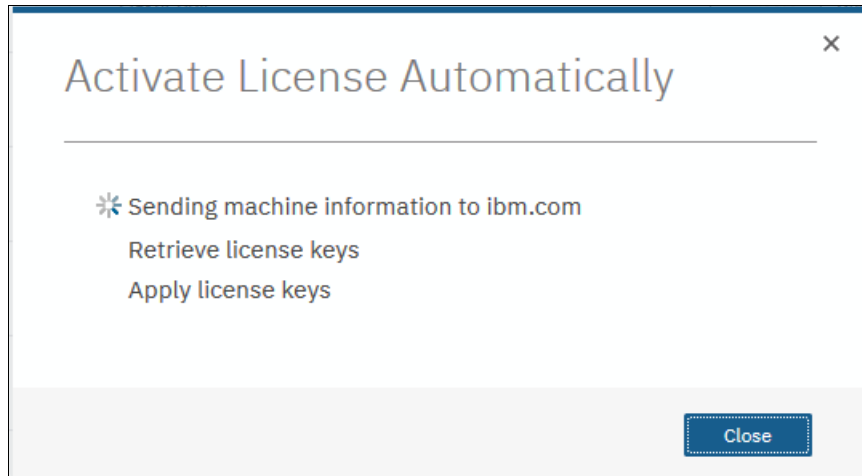 Activate License Automatically
Sending machine information to ibm.com
Retrieve license keys
Apply license keys
Close